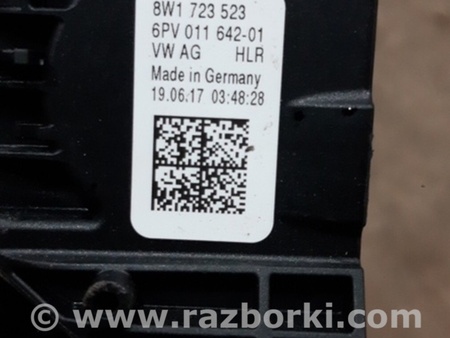 8W1 723 523
6PV 011 642-01
VW AG HLR
Made in Germany
19.06.17 03:48:28
© www.razborki.com